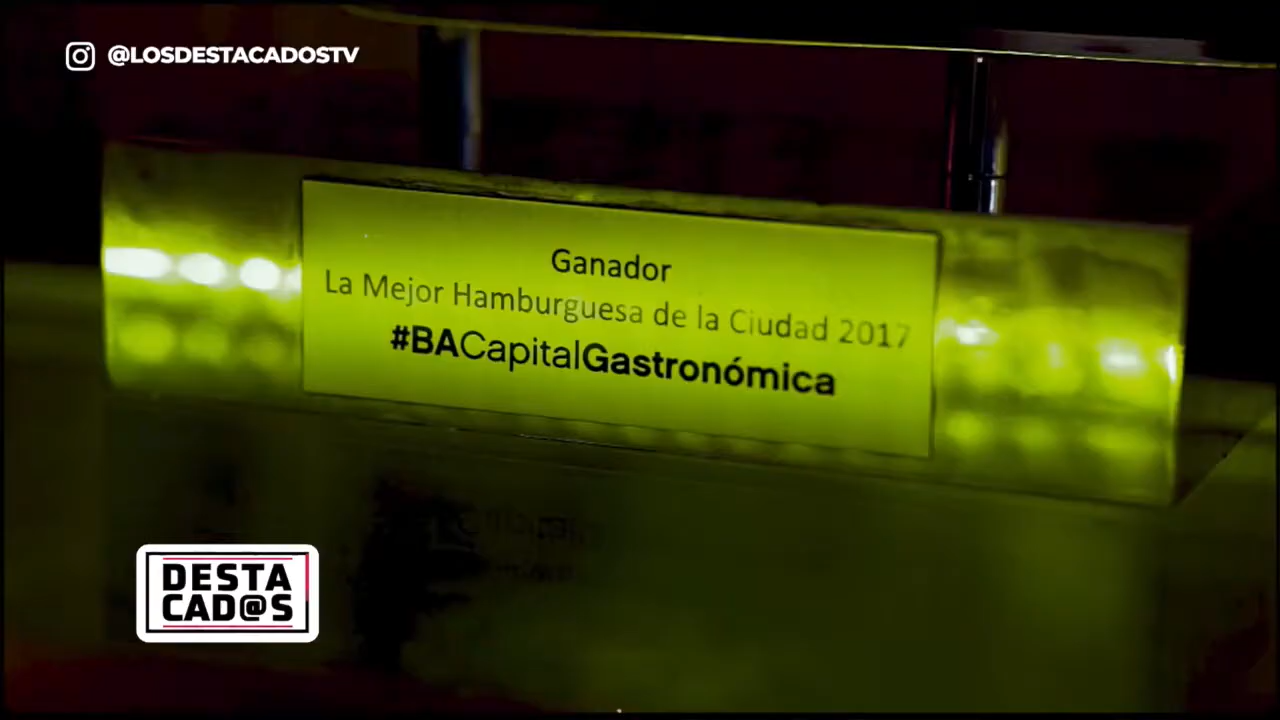 @LOSDESTACADOSTV
Ganador
La Mejor Hamburguesa de la Ciudad 2017
#BACapitalGastronómica
DESTA
CAD@S